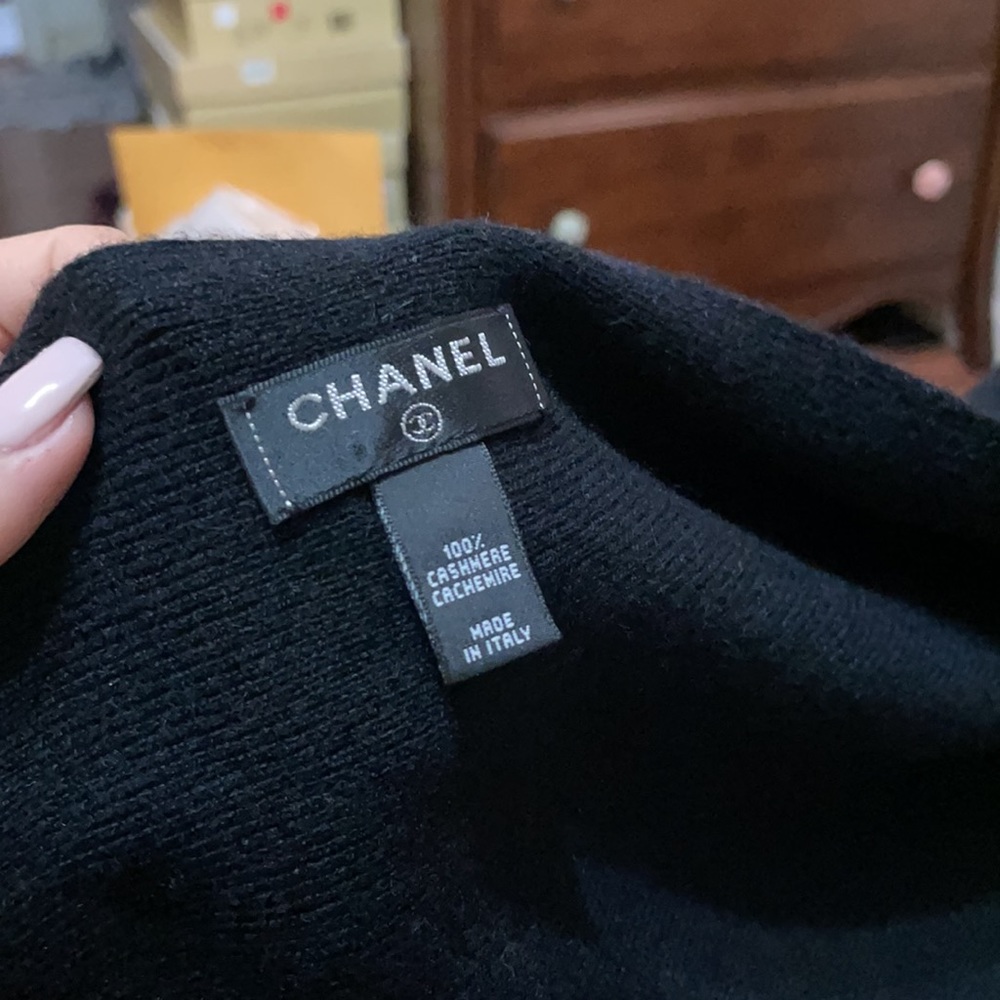 CHANEL
100%
CASHMERE
CACHEMIRE
MADE
IN ITALY